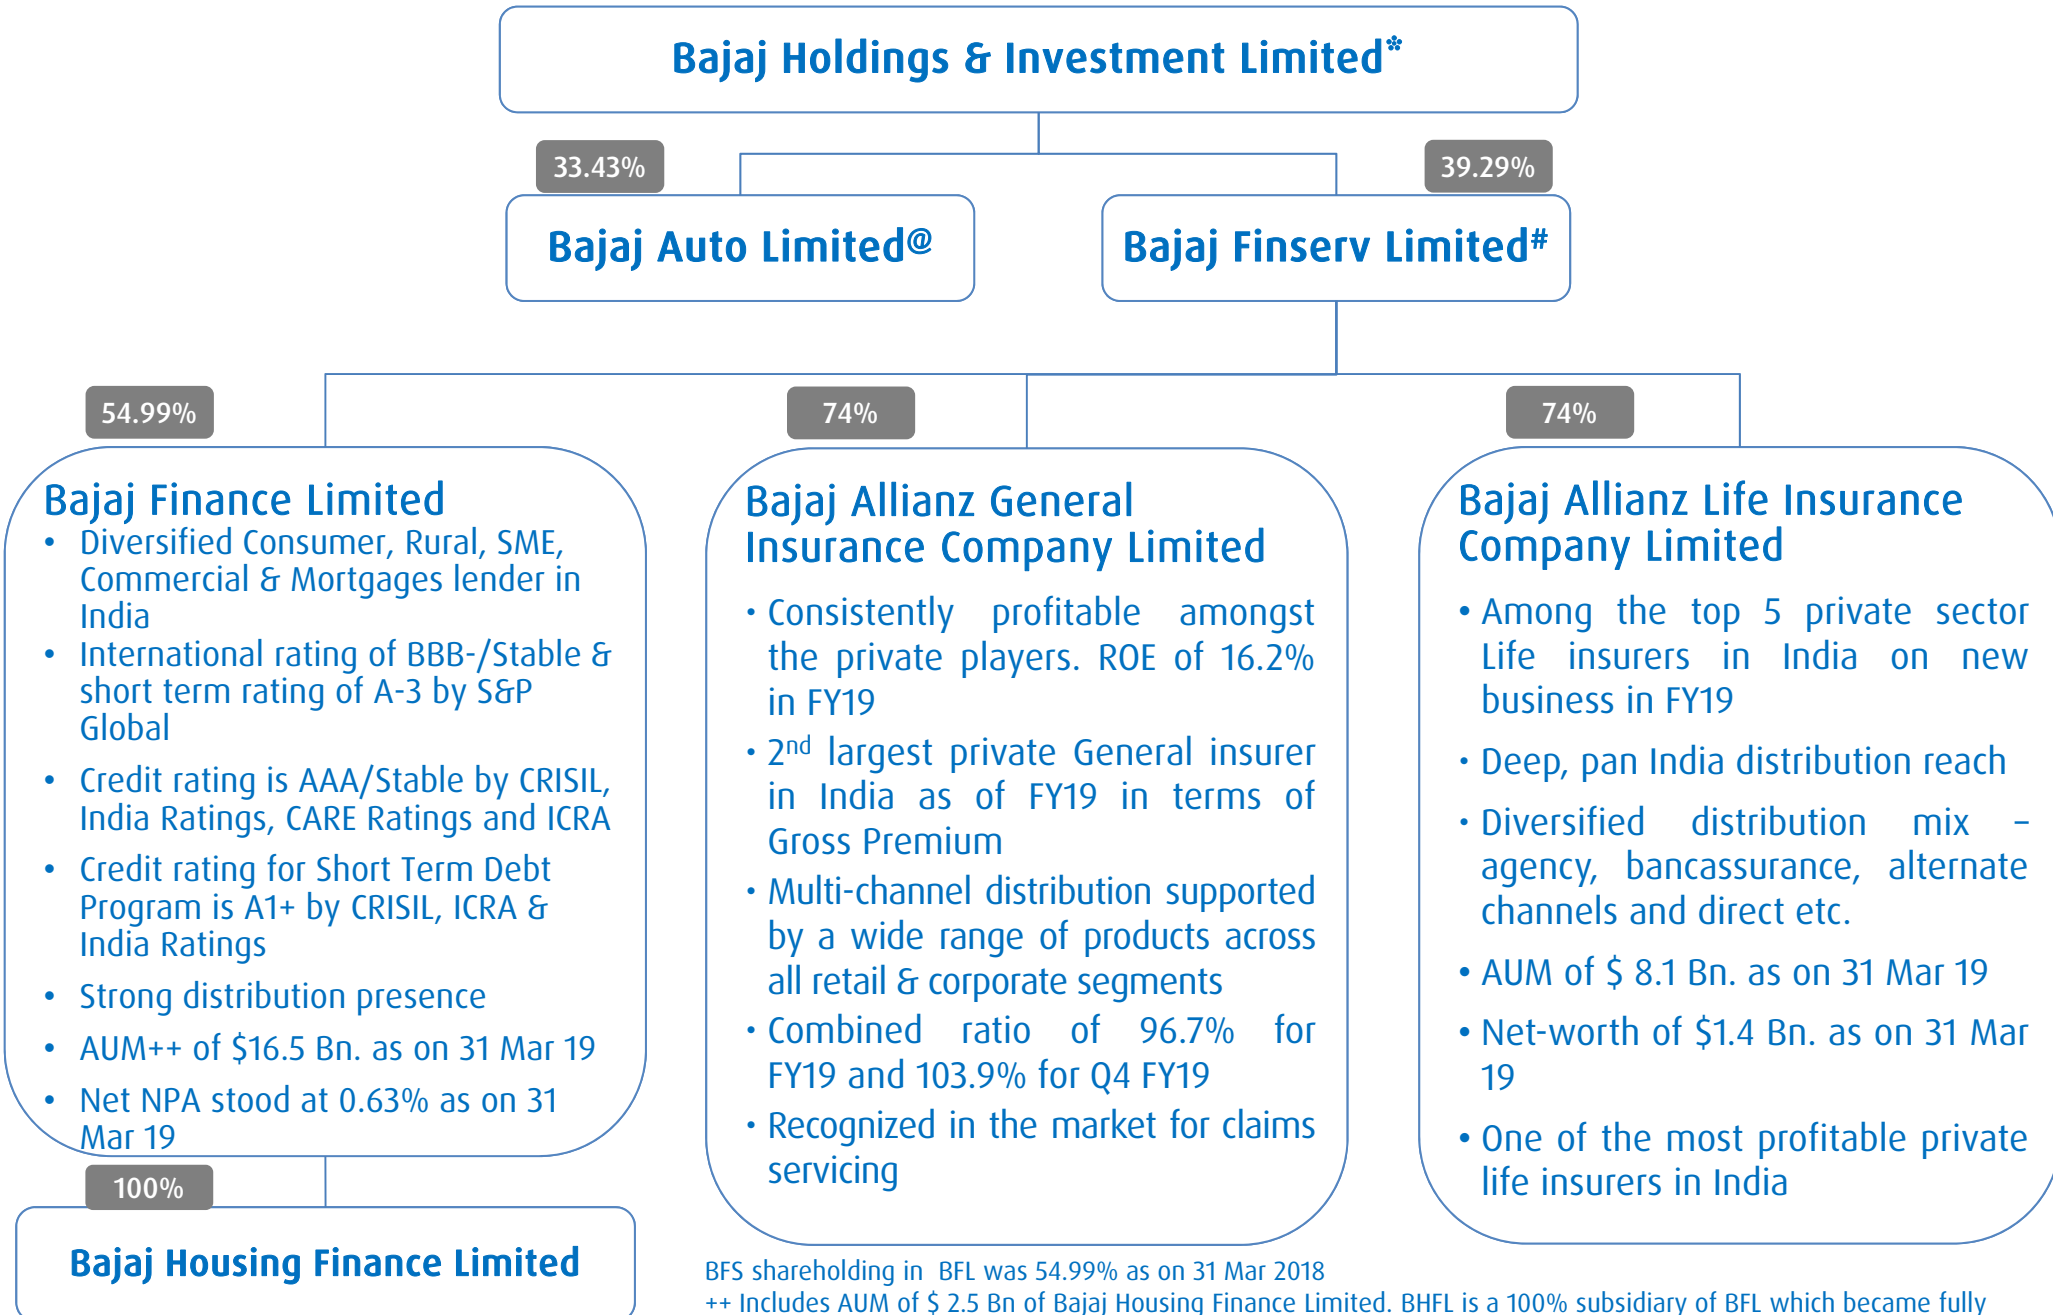 Bajaj Holdings & Investment Limited*
33.43%
39.29%
Bajaj Auto Limited@
Bajaj Finserv Limited#
54.99%
74%
74%
Bajaj Finance Limited
• Diversified Consumer, Rural, SME,
Commercial & Mortgages lender in
India
• International rating of BBB-/Stable &
short term rating of A-3 by S&P
Global
• Credit rating is AAA/Stable by CRISIL,
India Ratings, CARE Ratings and ICRA
• Credit rating for Short Term Debt
Program is A1+ by CRISIL, ICRA &
India Ratings
• Strong distribution presence
• AUM++ of $16.5 Bn. as on 31 Mar 19
• Net NPA stood at 0.63% as on 31
Mar 19
100%
Bajaj Housing Finance Limited
Bajaj Allianz General
Insurance Company Limited
• Consistently profitable amongst
the private players. ROE of 16.2%
in FY19
• 2nd largest private General insurer
in India as of FY19 in terms of
Gross Premium
• Multi-channel distribution supported
by a wide range of products across
all retail & corporate segments
• Combined ratio of 96.7% for
FY19 and 103.9% for Q4 FY19
• Recognized in the market for claims
servicing
Bajaj Allianz Life Insurance
Company Limited
• Among the top 5 private sector
Life insurers in India on new
business in FY19
• Deep, pan India distribution reach
• Diversified distribution mix –
agency, bancassurance, alternate
channels and direct etc.
• AUM of $ 8.1 Bn. as on 31 Mar 19
• Net-worth of $1.4 Bn. as on 31 Mar
19
• One of the most profitable private
life insurers in India
BFS shareholding in BFL was 54.99% as on 31 Mar 2018
++ Includes AUM of $ 2.5 Bn of Bajaj Housing Finance Limited. BHFL is a 100% subsidiary of BFL which became fully